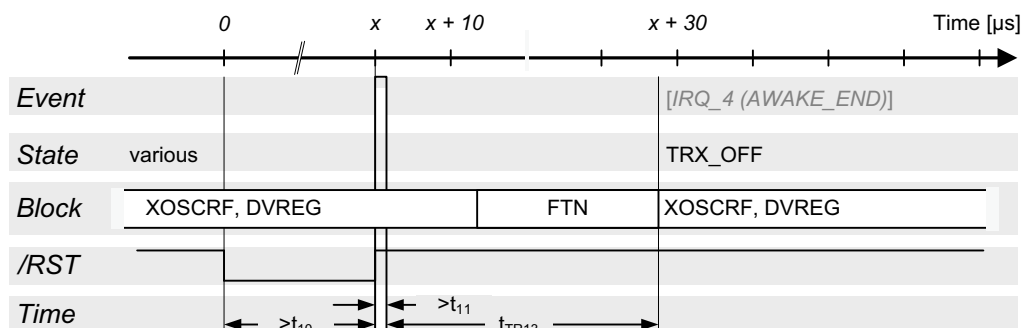 0 x x + 10 x + 30 Time [µs]
Event [IRQ_4 (AWAKE_END)]
State various TRX_OFF
Block XOSCRF, DVREG FTN XOSCRF, DVREG
/RST
Time >t11
>t10 tTR13